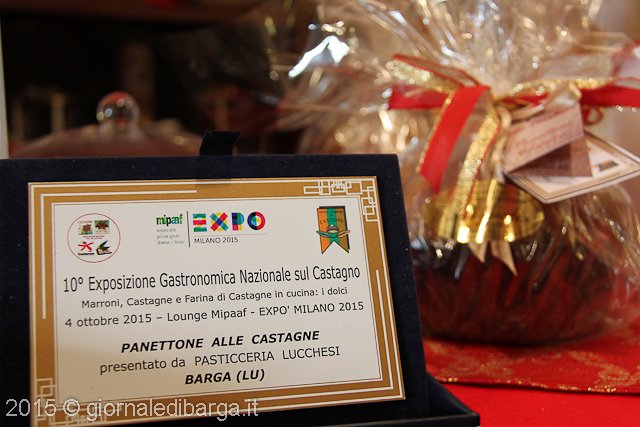 mipaaf
EXPO
MILANO 2015
10° Esposizione Gastronomica Nazionale sul Castagno
Marroni, Castagne e Farina di Castagne in cucina: i dolci
4 ottobre 2015 – Lounge Mipaaf - EXPO' MILANO 2015
PANETTONE ALLE CASTAGNE
presentato da PASTICCERIA LUCCHESI
BARGA (LU)
2015 © giornaledibarga.it